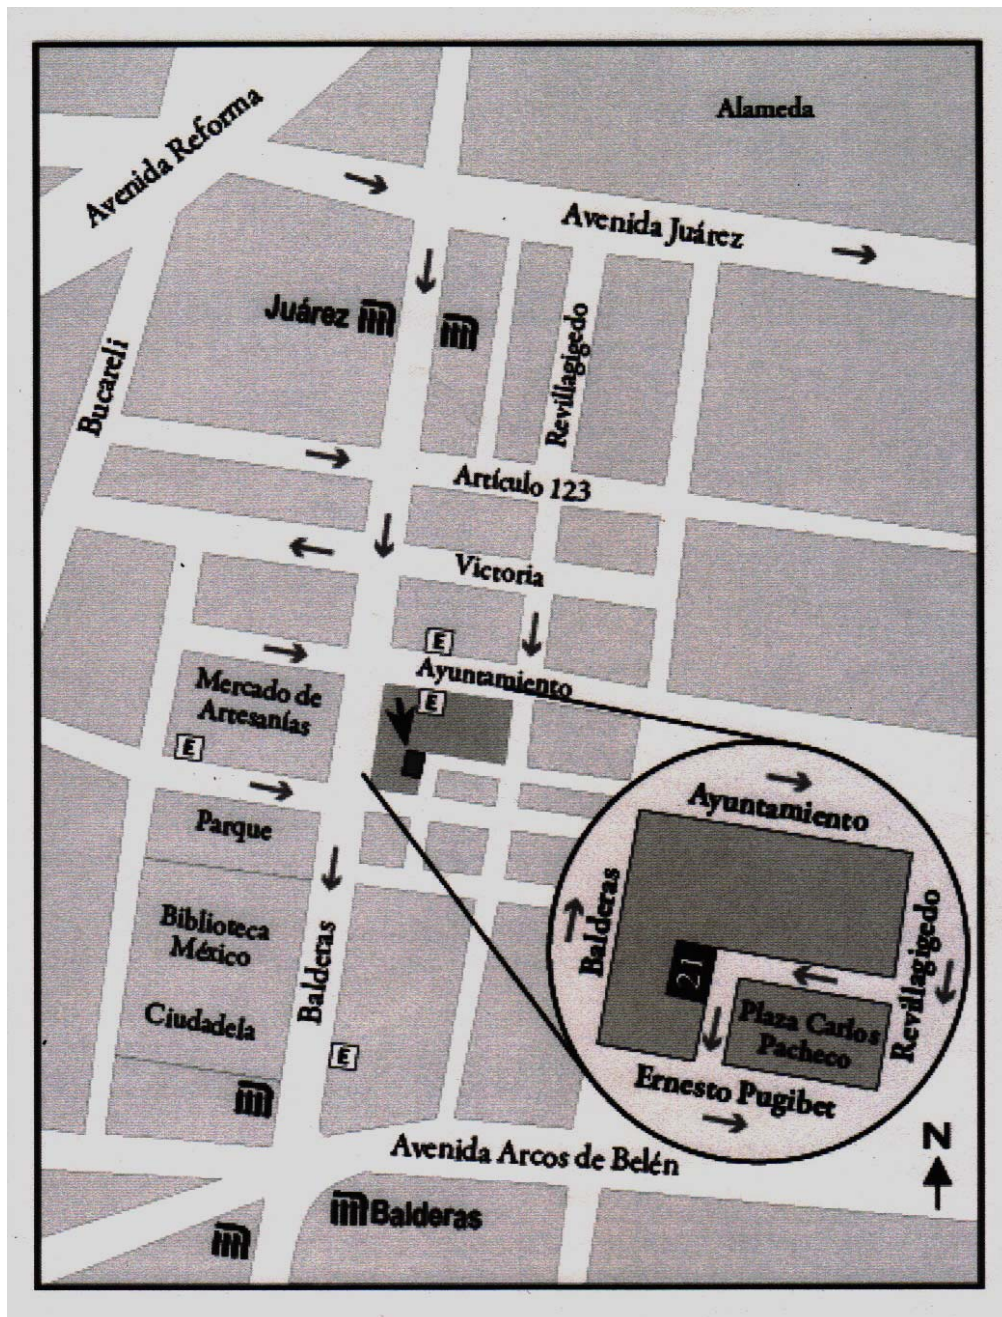 Alameda
Avenida Reforma
Avenida Juárez
Juárez
Revillagigedo
Bucareli
Artículo 123
Victoria
E
Ayuntamiento
E
Mercado de
Artesanías
E
Parque
Ayuntamiento
Balderas
Revillagigedo
21
Plaza Carlos
Pacheco
Ernesto Pugibet
Biblioteca
México
Ciudadela
Balderas
E
N
Avenida Arcos de Belén
Balderas